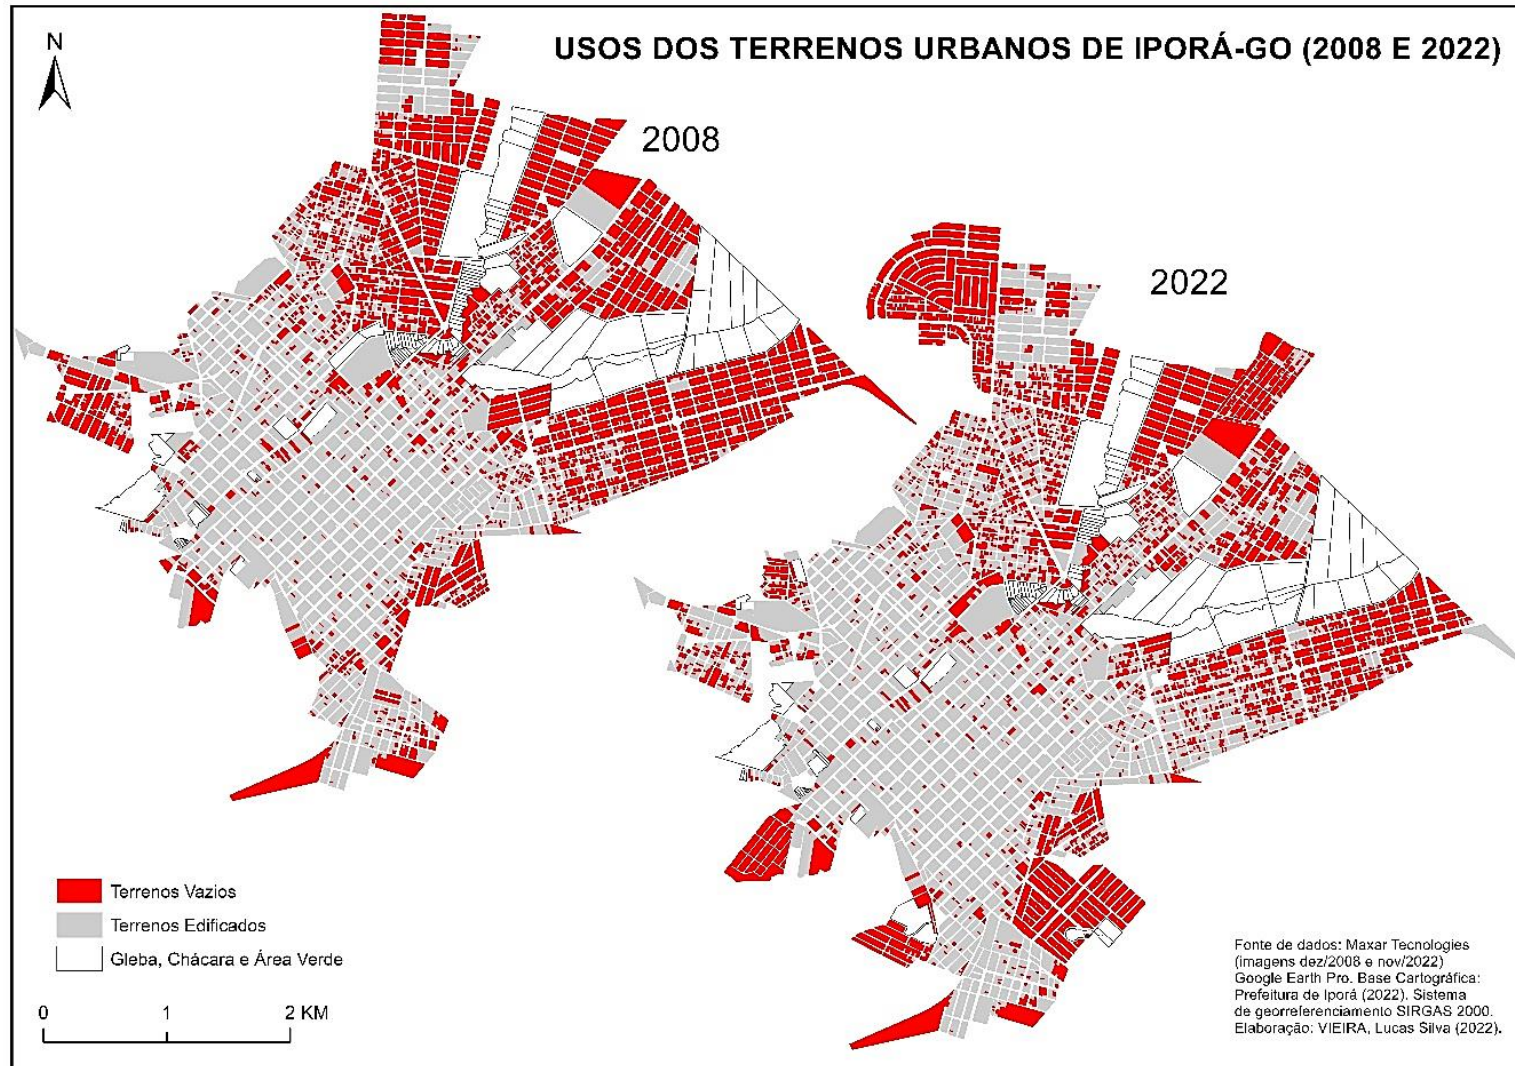 USOS DOS TERRENOS URBANOS DE IPORÁ-GO (2008 E 2022)
N
2008
2022
Terrenos Vazios
Terrenos Edificados
Gleba, Chácara e Área Verde
0 1 2 KM
Fonte de dados: Maxar Tecnologies
(imagens dez/2008 e nov/2022)
Google Earth Pro. Base Cartográfica:
Prefeitura de Iporá (2022). Sistema
de georreferenciamento SIRGAS 2000.
Elaboração: VIEIRA, Lucas Silva (2022).